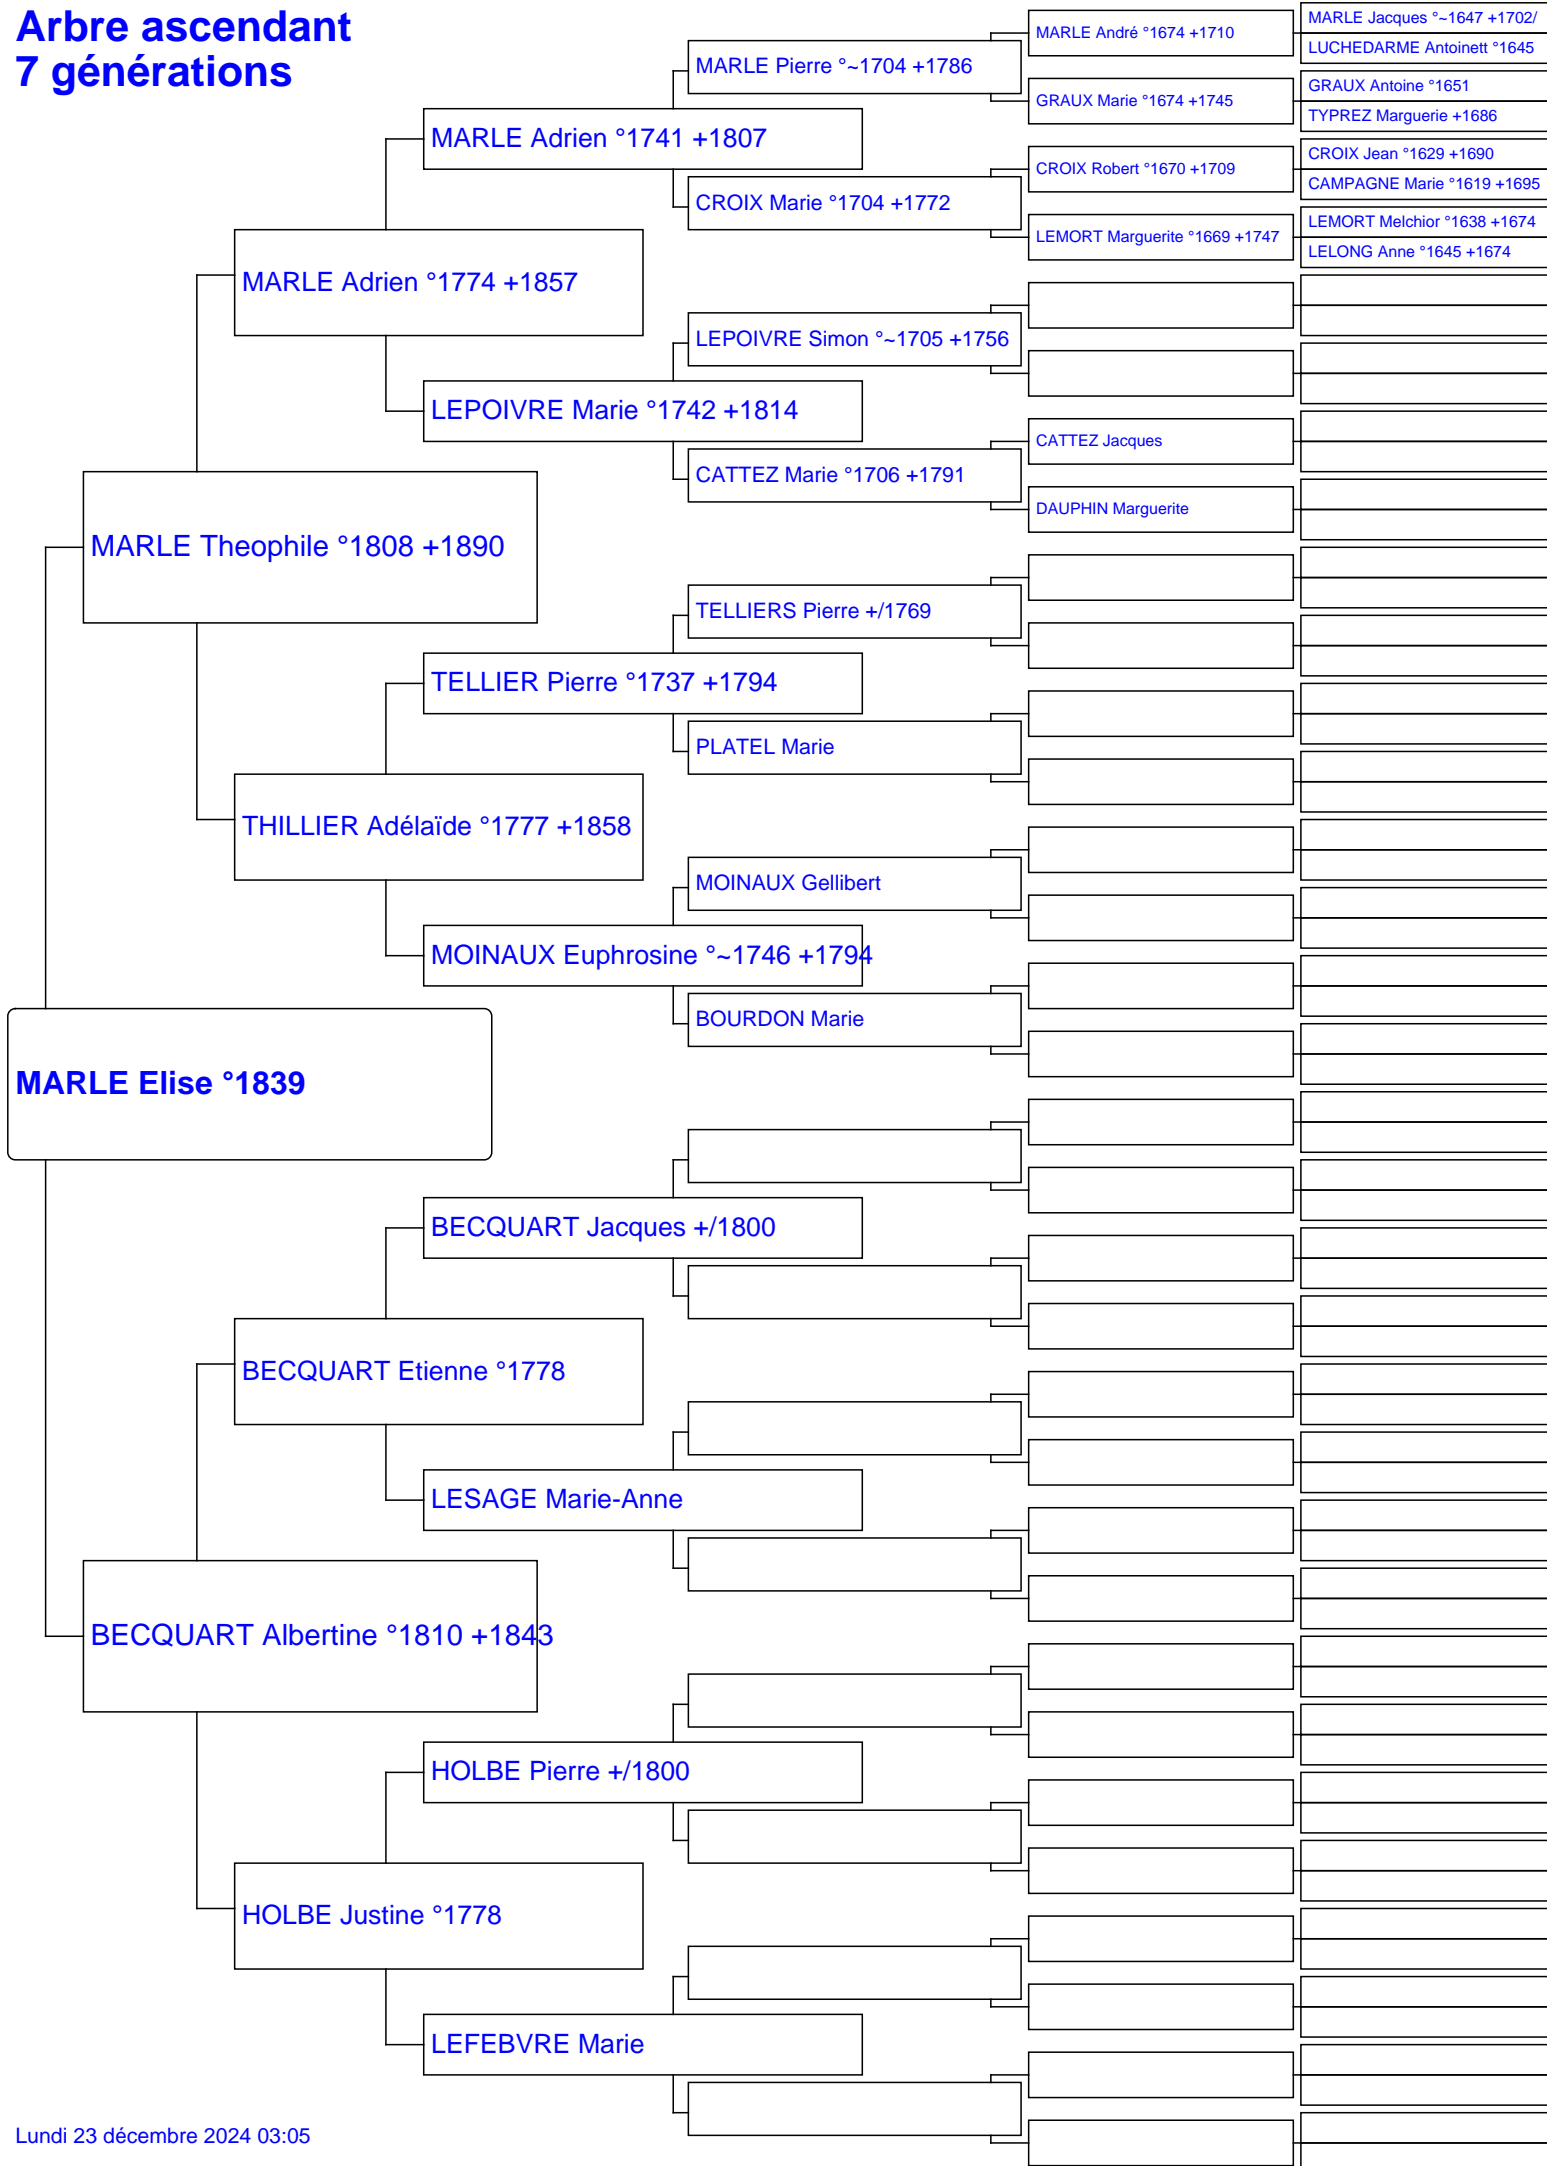 Arbre ascendant
7 générations
MARLE Jacques °~1647 +1702/
MARLE André °1674 +1710
LUCHEDARME Antoinett °1645
MARLE Pierre °~1704 +1786
GRAUX Antoine °1651
GRAUX Marie °1674 +1745
TYPREZ Marguerie +1686
MARLE Adrien °1741 +1807
CROIX Jean °1629 +1690
CROIX Robert °1670 +1709
CAMPAGNE Marie °1619 +1695
CROIX Marie °1704 +1772
LEMORT Melchior °1638 +1674
LEMORT Marguerite °1669 +1747
LELONG Anne °1645 +1674
MARLE Adrien °1774 +1857
LEPOIVRE Simon °~1705 +1756
LEPOIVRE Marie °1742 +1814
CATTEZ Jacques
CATTEZ Marie °1706 +1791
DAUPHIN Marguerite
MARLE Theophile °1808 +1890
TELLIERS Pierre +/1769
TELLIER Pierre °1737 +1794
PLATEL Marie
THILLIER Adélaïde °1777 +1858
MOINAUX Gellibert
MOINAUX Euphrosine °~1746 +1794
BOURDON Marie
MARLE Elise °1839
BECQUART Jacques +/1800
BECQUART Etienne °1778
LESAGE Marie-Anne
BECQUART Albertine °1810 +1843
HOLBE Pierre +/1800
HOLBE Justine °1778
LEFEBVRE Marie
Lundi 23 décembre 2024 03:05